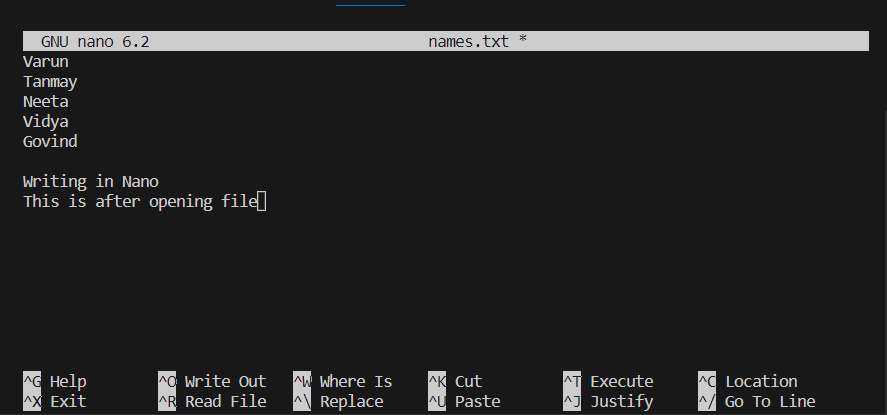 GNU nano 6.2 names.txt *
Varun
Tanmay
Neeta
Vidya
Govind
Writing in Nano
This is after opening file
^G Help ^O Write Out ^W Where Is ^K Cut ^T Execute ^C Location
^X Exit ^R Read File ^\ Replace ^U Paste ^J Justify ^/ Go To Line